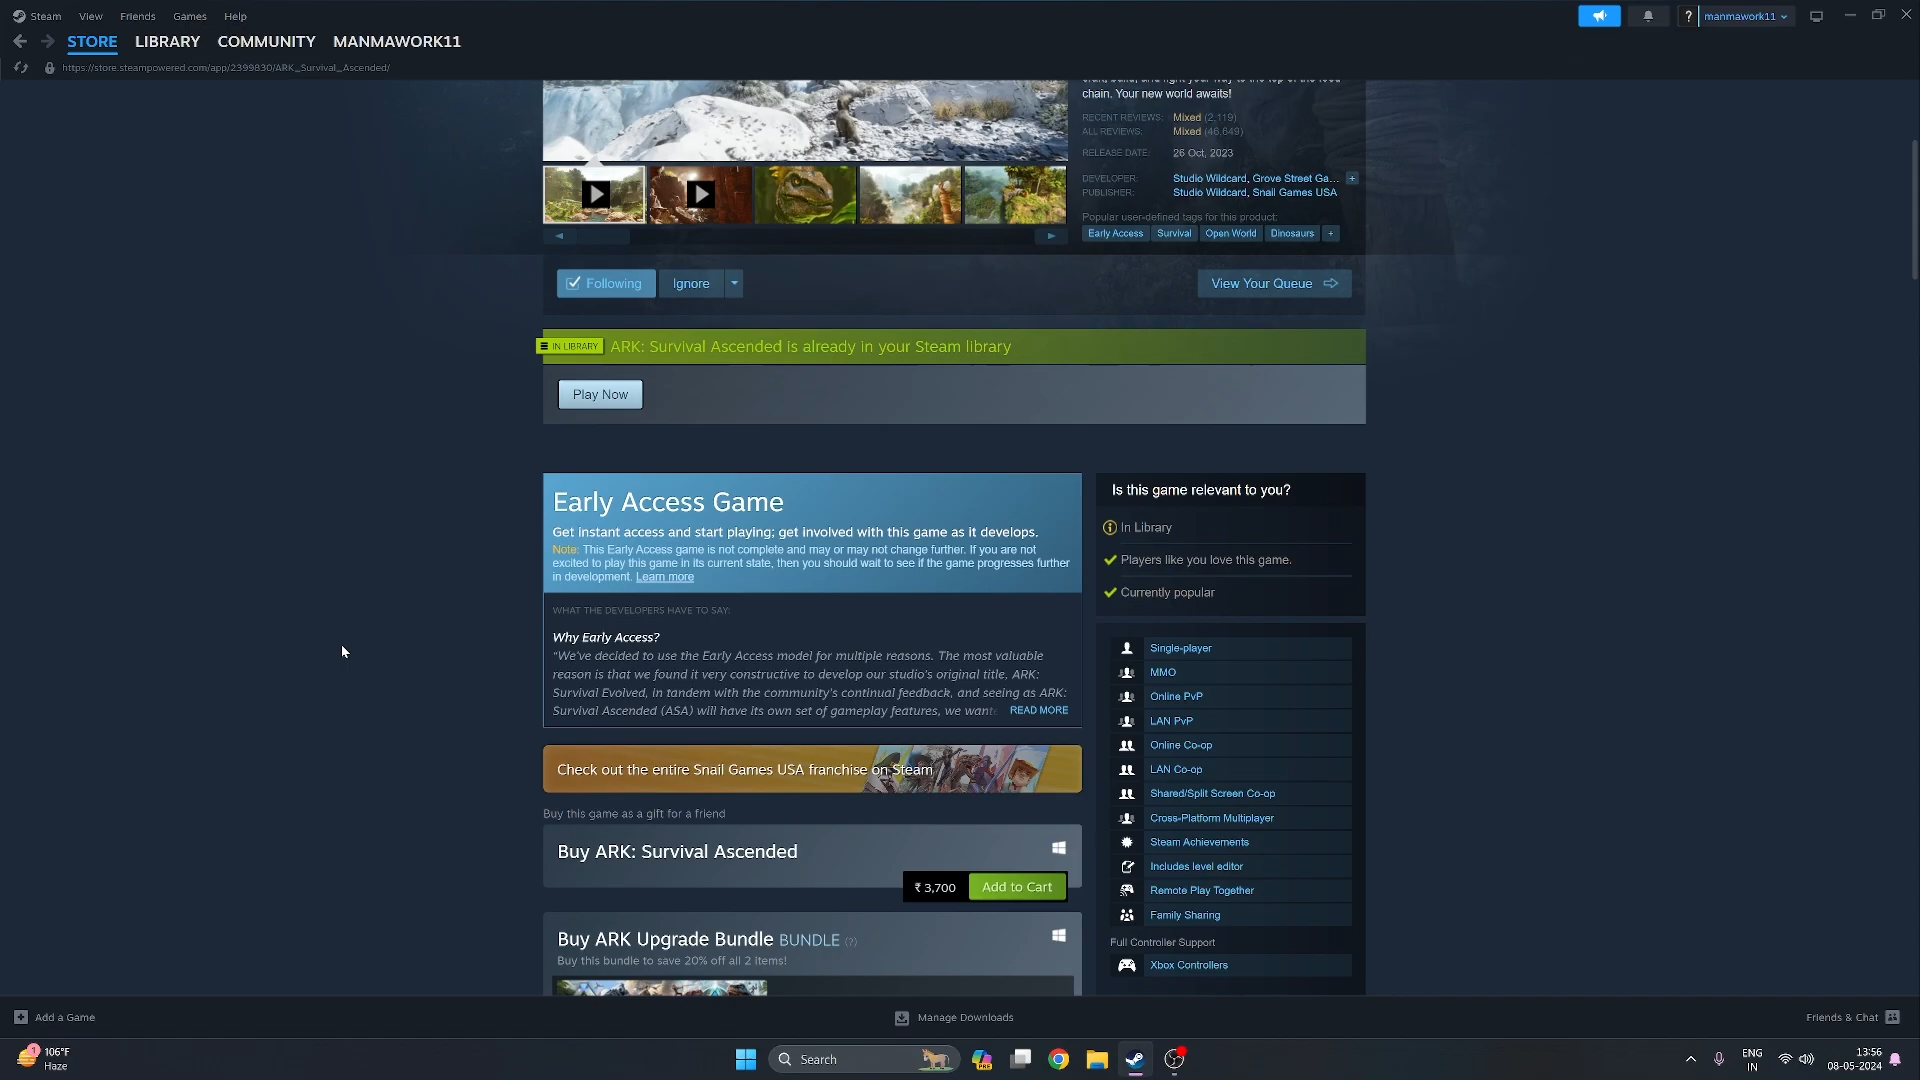 Steam View Friends Games Help
? manmawork11
STORE LIBRARY COMMUNITY MANMAWORK11
https://store.steampowered.com/app/2399830/ARK_Survival_Ascended/
chain. Your new world awaits!
RECENT REVIEWS: Mixed (2,119)
ALL REVIEWS: Mixed (46,649)
RELEASE DATE: 26 Oct, 2023
DEVELOPER: Studio Wildcard, Grove Street Ga... +
PUBLISHER: Studio Wildcard, Snail Games USA
Popular user-defined tags for this product:
Early Access Survival Open World Dinosaurs +
Following Ignore View Your Queue
IN LIBRARY ARK: Survival Ascended is already in your Steam library
Play Now
Early Access Game
Get instant access and start playing; get involved with this game as it develops.
Note: This Early Access game is not complete and may or may not change further. If you are not
excited to play this game in its current state, then you should wait to see if the game progresses further
in development. Learn more
WHAT THE DEVELOPERS HAVE TO SAY:
Why Early Access?
“We've decided to use the Early Access model for multiple reasons. The most valuable
reason is that we found it very constructive to develop our studio's original title, ARK:
Survival Evolved, in tandem with the community's continual feedback, and seeing as ARK:
Survival Ascended (ASA) will have its own set of gameplay features, we want READ MORE
Check out the entire Snail Games USA franchise on Steam
Buy this game as a gift for a friend
Buy ARK: Survival Ascended
₹ 3,700 Add to Cart
Buy ARK Upgrade Bundle BUNDLE (?)
Buy this bundle to save 20% off all 2 items!
Is this game relevant to you?
In Library
Players like you love this game.
Currently popular
Single-player
MMO
Online PvP
LAN PvP
Online Co-op
LAN Co-op
Shared/Split Screen Co-op
Cross-Platform Multiplayer
Steam Achievements
Includes level editor
Remote Play Together
Family Sharing
Full Controller Support
Xbox Controllers
Add a Game Manage Downloads Friends & Chat
1 106°F
Haze
Search
PRE
ENG
IN
13:56
08-05-2024